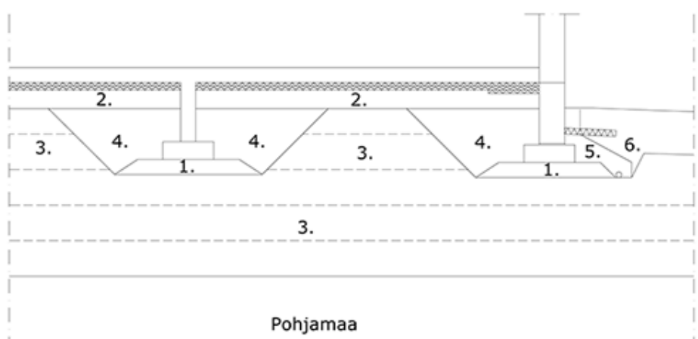 2. 2.
3. 4. 4. 3. 4. 5. 6.
1. 1.
3.
Pohjamaa